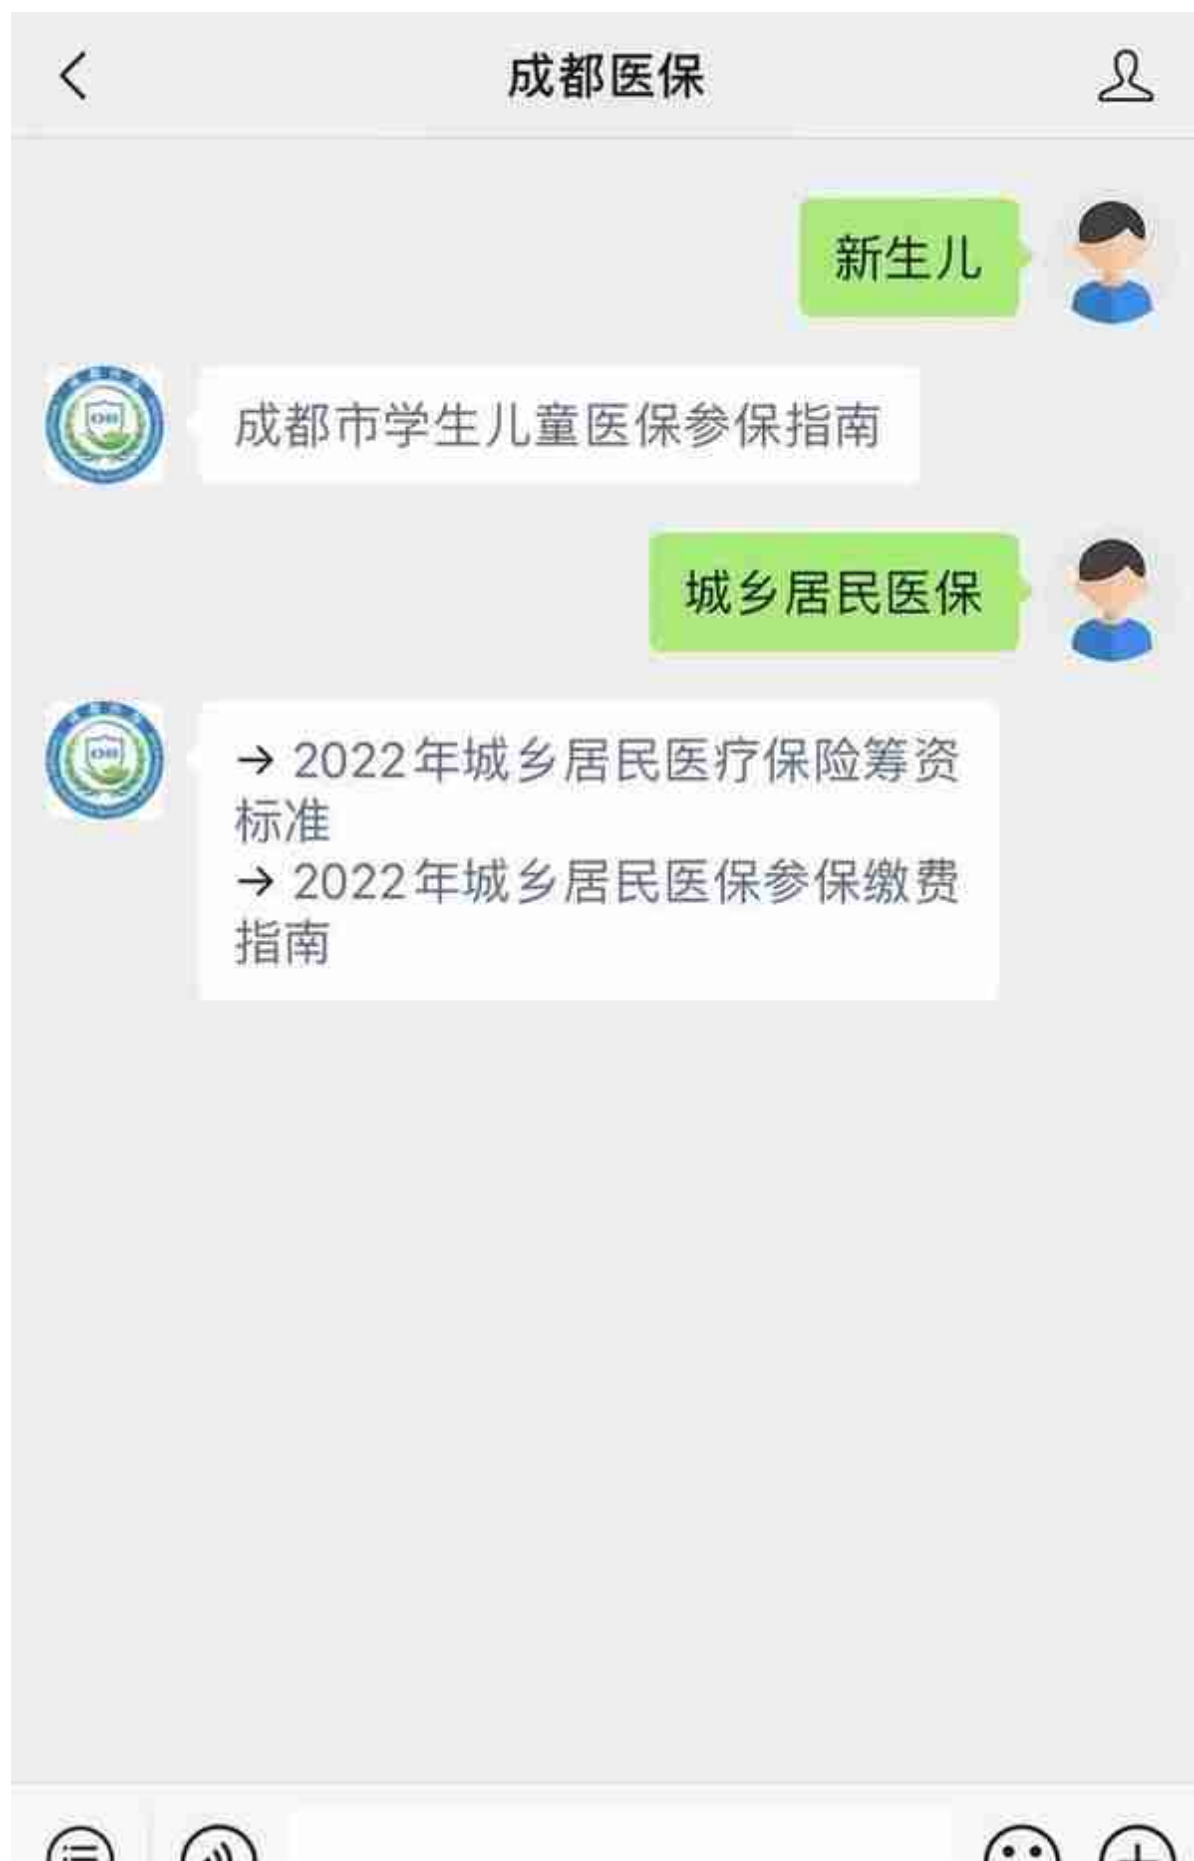 成都医保
新生儿
成都市学生儿童医保参保指南
城乡居民医保
→ 2022年城乡居民医疗保险筹资
标准
→ 2022年城乡居民医保参保缴费
指南